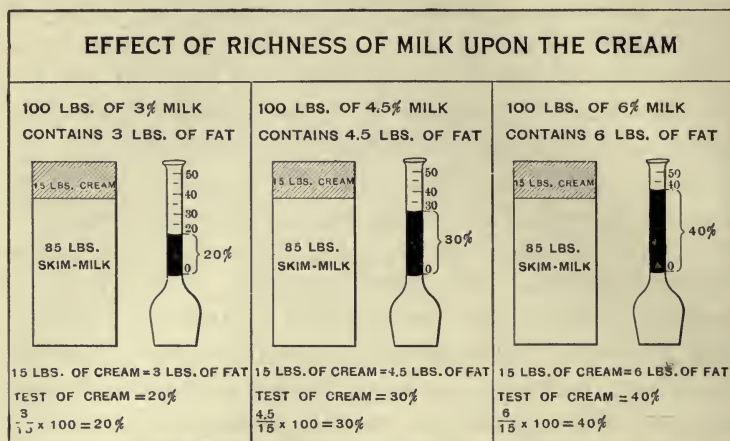 EFFECT OF RICHNESS OF MILK UPON THE CREAM
100 LBS. OF 3% MILK
CONTAINS 3 LBS. OF FAT
15 LBS. CREAM
85 LBS.
SKIM-MILK
50
40
30
20
0
20%
15 LBS. OF CREAM=3 LBS. OF FAT
TEST OF CREAM=20%
3/15 x 100=20%
100 LBS. OF 4.5% MILK
CONTAINS 4.5 LBS. OF FAT
15 LBS. CREAM
85 LBS.
SKIM-MILK
50
40
30
0
30%
15 LBS. OF CREAM=4.5 LBS. OF FAT
TEST OF CREAM=30%
4.5/15 x 100=30%
100 LBS. OF 6% MILK
CONTAINS 6 LBS. OF FAT
15 LBS. CREAM
85 LBS.
SKIM-MILK
50
40
0
40%
15 LBS. OF CREAM=6 LBS. OF FAT
TEST OF CREAM=40%
6/15 x 100=40%